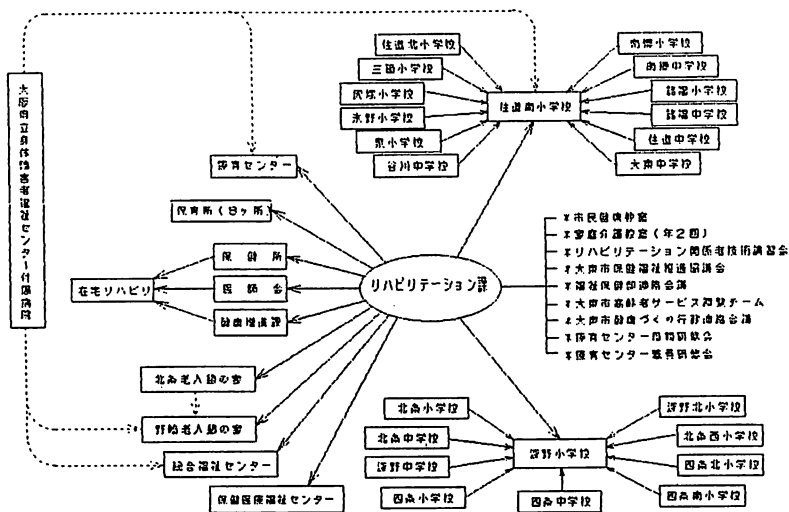 大阪府立身体障害者福祉センター付属病院
住道北小学校
三箇小学校
灰塚小学校
氷野小学校
泉小学校
谷川中学校
住道南小学校
南郷小学校
南郷中学校
諸福小学校
諸福中学校
住道中学校
大東中学校
療育センター
保育所(8ヶ所)
保健所
医師会
健康増進課
在宅リハビリ
リハビリテーション課
*市民健康教室
*家庭介護教室(年2回)
*リハビリテーション関係者技術講習会
*大東市保健福祉推進協議会
*福祉保健部連絡会議
*大東市高齢者サービス調整チーム
*大東市健康づくり行政連絡会議
*療育センター
*療育センター職員研修会
北条老人憩の家
野崎老人憩の家
総合福祉センター
保健医療福祉センター
北条小学校
北条中学校
深野中学校
四条小学校
深野小学校
四条中学校
深野北小学校
北条西小学校
四条北小学校
四条南小学校